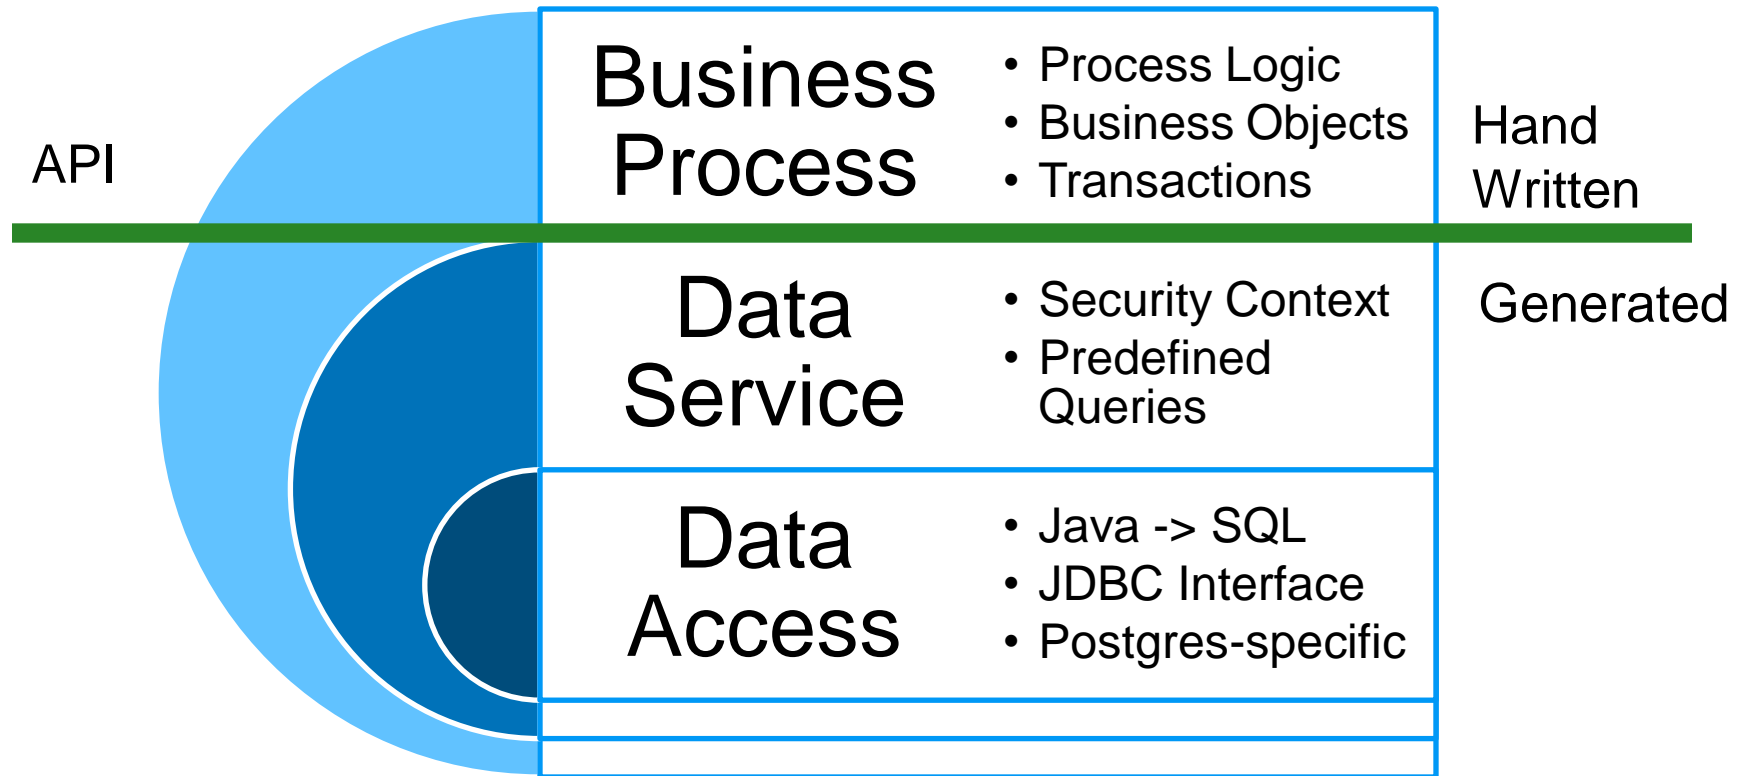 API
Business
Process
• Process Logic
• Business Objects
• Transactions
Hand
Written
Data
Service
• Security Context
• Predefined
Queries
Generated
Data
Access
• Java -> SQL
• JDBC Interface
• Postgres-specific